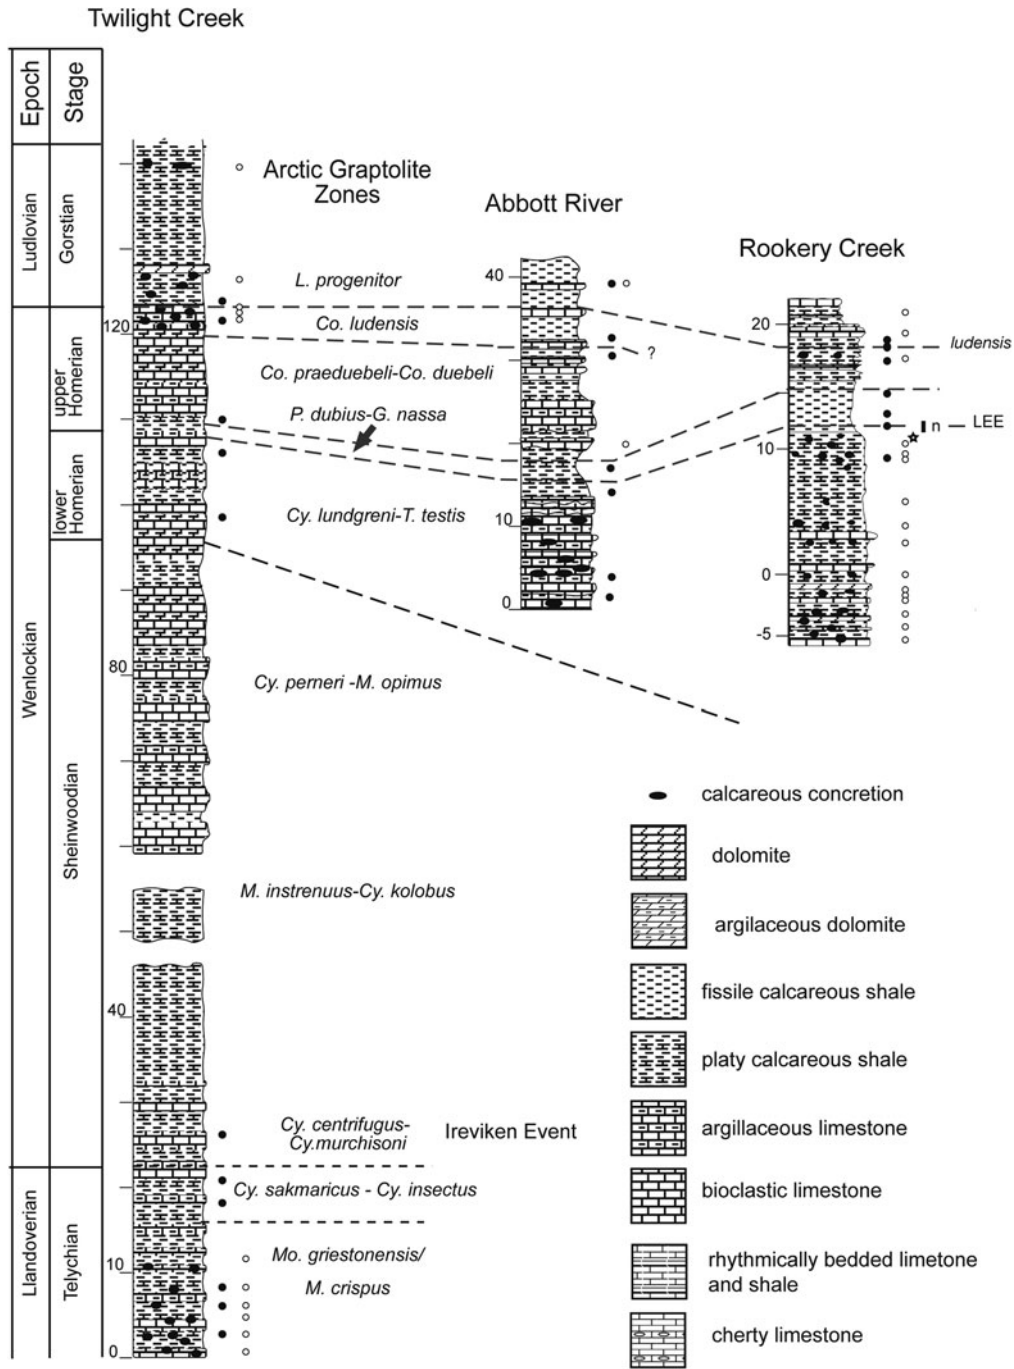 Twilight Creek
Epoch
Stage
Ludlovian
Gorstian
Wenlockian
upper
Homerian
lower
Homerian
Sheinwoodian
Llandoverian
Telychian
120
80
40
10
0
Arctic Graptolite
Zones
L. progenitor
Co. ludensis
Co. praeduebeli-Co. duebeli
P. dubius-G. nassa
Cy. lundgreni-T. testis
Cy. perneri -M. opimus
M. instrenuus-Cy. kolobus
Cy. centrifugus-
Cy.murchisoni
Ireviken Event
Cy. sakmaricus - Cy. insectus
Mo. griestonensis/
M. crispus
Abbott River
40
10
0
?
Rookery Creek
20
10
0
-5
ludensis
n
LEE
calcareous concretion
dolomite
argilaceous dolomite
fissile calcareous shale
platy calcareous shale
argillaceous limestone
bioclastic limestone
rhythmically bedded limetone
and shale
cherty limestone